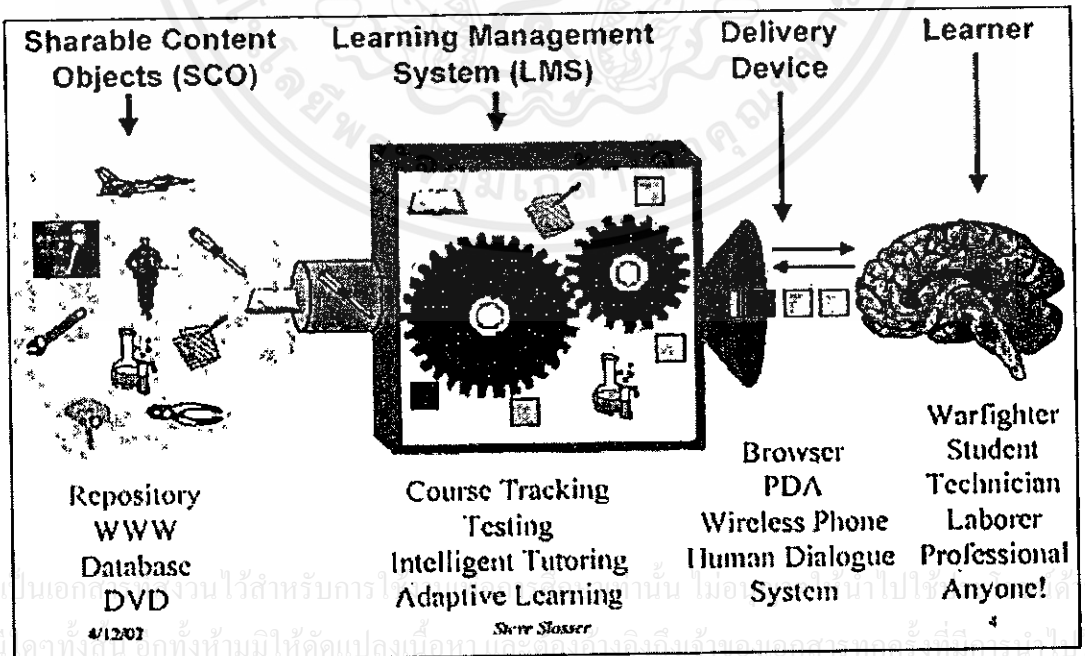 Sharable Content
Objects (SCO)
Learning Management
System (LMS)
Delivery
Device
Learner
Repository
WWW
Database
DVD
Course Tracking
Testing
Intelligent Tutoring
Adaptive Learning
Browser
PDA
Wireless Phone
Human Dialogue
System
Warfighter
Student
Technician
Laborer
Professional
Anyone!
4/12/02
Slosser
4